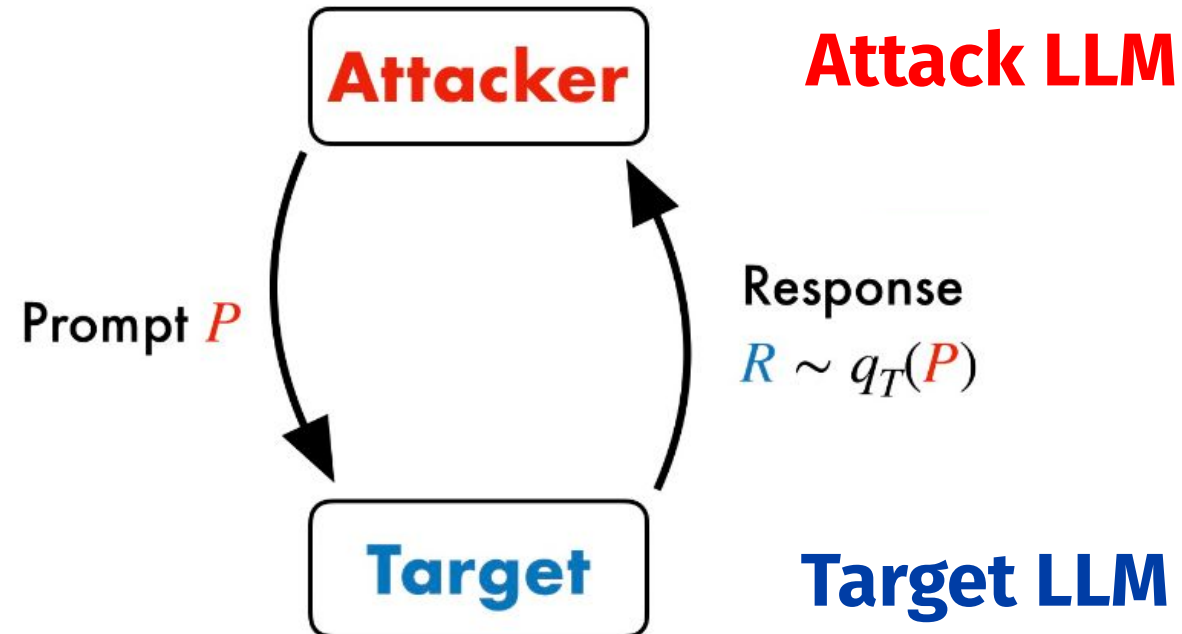 Attacker
Attack LLM
Prompt P
Response
R ~ q_T(P)
Target
Target LLM